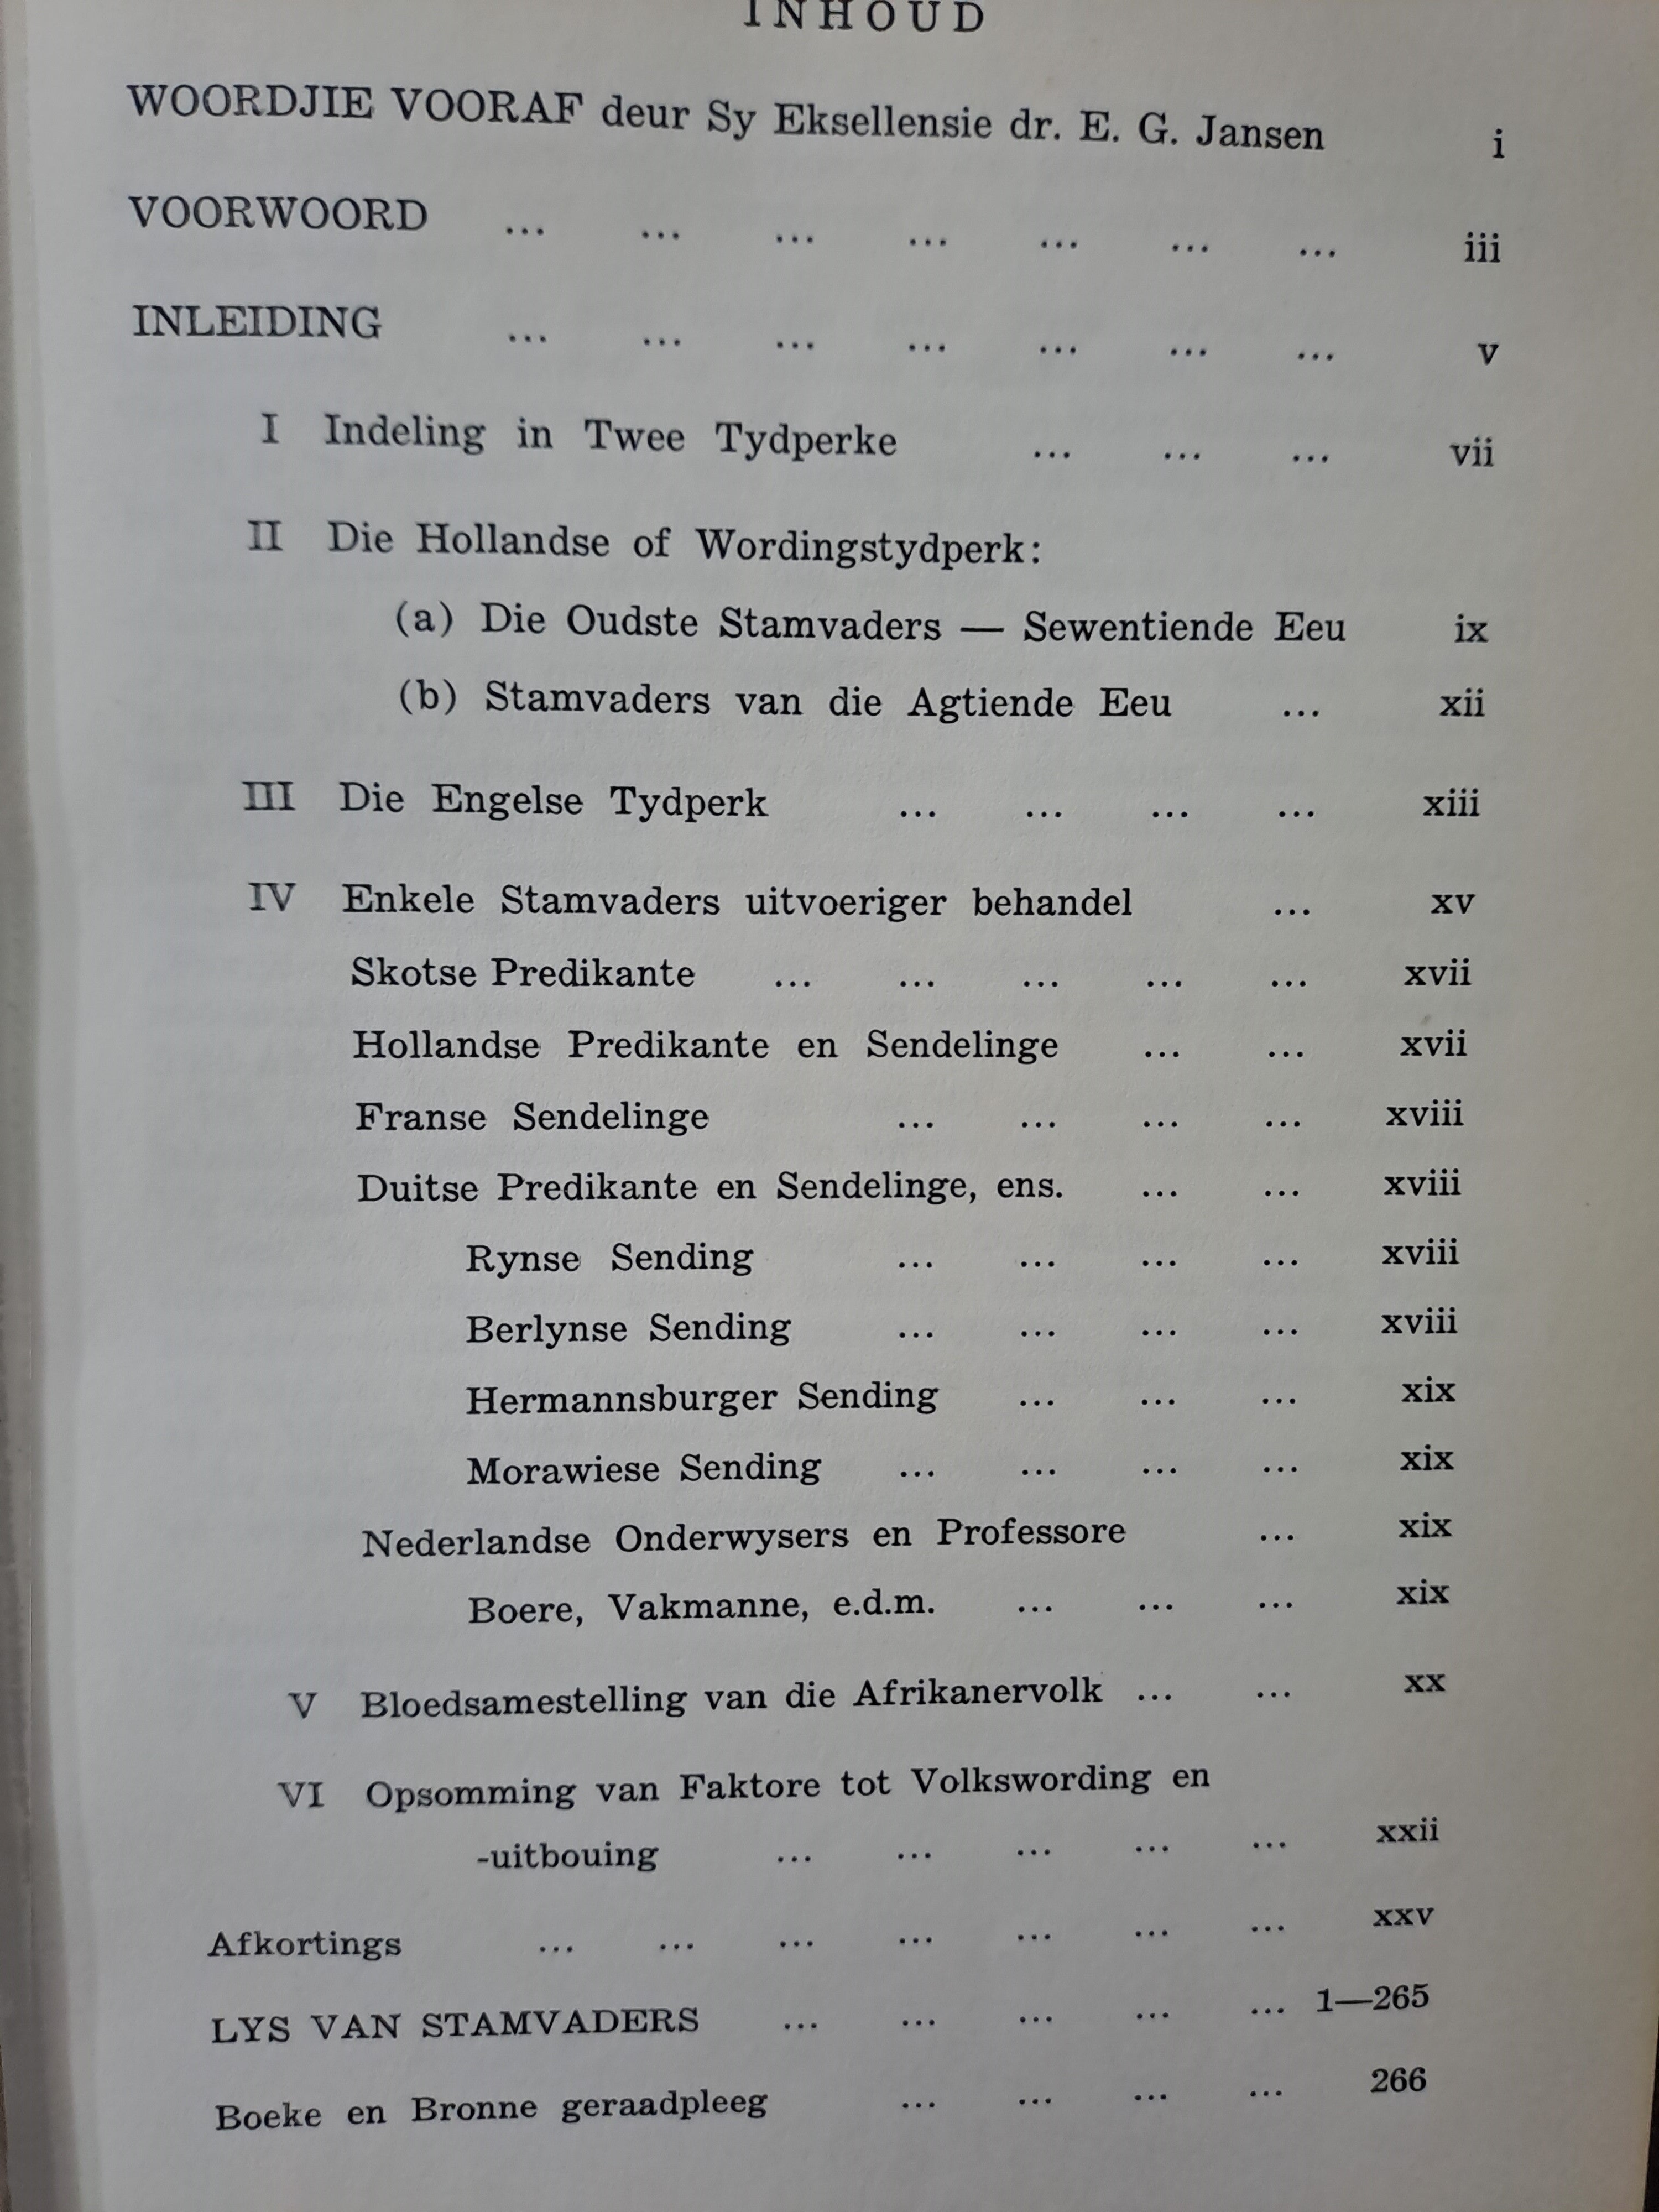 INHOUD
WOORDJIE VOORAF deur Sy Eksellensie dr. E. G. Jansen i
VOORWOORD ... ... ... ... ... ... ... iii
INLEIDING ... ... ... ... ... ... ... v
I Indeling in Twee Tydperke ... ... ... vii
II Die Hollandse of Wordingstydperk:
(a) Die Oudste Stamvaders — Sewentiende Eeu ix
(b) Stamvaders van die Agtiende Eeu ... xii
III Die Engelse Tydperk ... ... ... ... xiii
IV Enkele Stamvaders uitvoeriger behandel ... xv
Skotse Predikante ... ... ... ... ... xvii
Hollandse Predikante en Sendelinge ... ... xvii
Franse Sendelinge ... ... ... ... xviii
Duitse Predikante en Sendelinge, ens. ... ... xviii
Rynse Sending ... ... ... ... xviii
Berlynse Sending ... ... ... ... xviii
Hermannsburger Sending ... ... ... xix
Morawiese Sending ... ... ... ... xix
Nederlandse Onderwysers en Professore ... xix
Boere, Vakmanne, e.d.m. ... ... ... xix
V Bloedsamestelling van die Afrikanervolk ... ... xx
VI Opsomming van Faktore tot Volkswording en
-uitbouing ... ... ... ... ... xxii
Afkortings ... ... ... ... ... ... ... xxv
LYS VAN STAMVADERS ... ... ... ... ... 1—265
Boeke en Bronne geraadpleeg ... ... ... ... 266